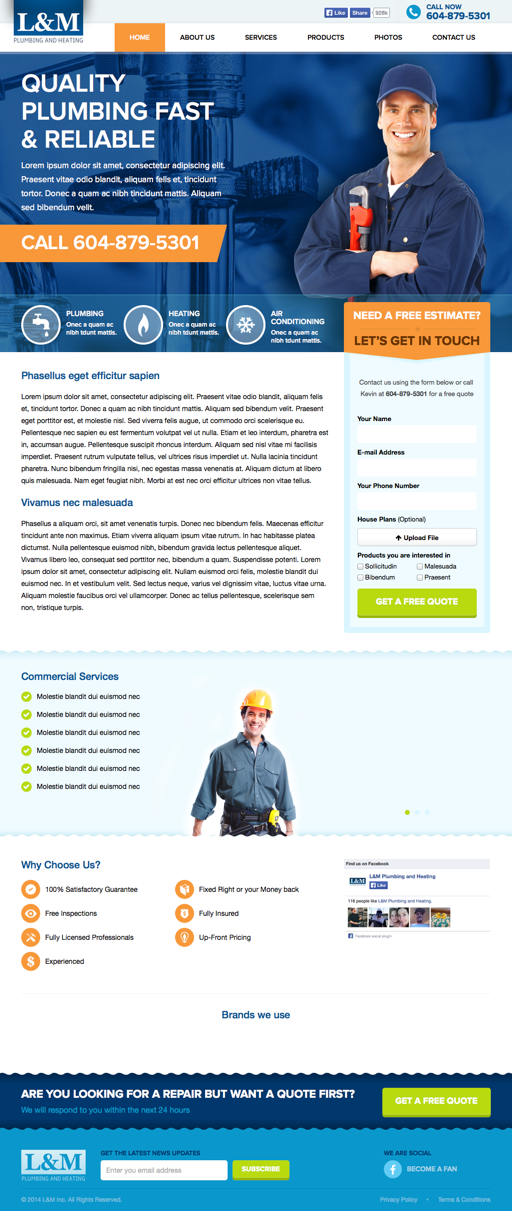 L&M
PLUMBING AND HEATING
Like
Share
928k
CALL NOW
604-879-5301
HOME
ABOUT US
SERVICES
PRODUCTS
PHOTOS
CONTACT US
QUALITY
PLUMBING FAST
& RELIABLE
Lorem ipsum dolor sit amet, consectetur adipiscing elit.
Praesent vitae odio blandit, aliquam felis et, tincidunt
tortor. Donec a quam ac nibh tincidunt mattis. Aliquam
sed bibendum velit.
CALL 604-879-5301
PLUMBING
Onec a quam ac
nibh tdunt mattis.
HEATING
Onec a quam ac
nibh tdunt mattis.
AIR
CONDITIONING
Onec a quam ac
nibh tdunt mattis.
NEED A FREE ESTIMATE?
LET'S GET IN TOUCH
Contact us using the form below or call
Kevin at 604-879-5301 for a free quote
Your Name
E-mail Address
Your Phone Number
House Plans (Optional)
Upload File
Products you are interested in
Sollicitudin
Malesuada
Bibendum
Praesent
GET A FREE QUOTE
Phasellus eget efficitur sapien
Lorem ipsum dolor sit amet, consectetur adipiscing elit. Praesent vitae odio blandit, aliquam felis
et, tincidunt tortor. Donec a quam ac nibh tincidunt mattis. Aliquam sed bibendum velit. Praesent
eget porttitor est, et molestie nisl. Sed viverra felis augue, ut commodo orci scelerisque eu.
Pellentesque nec sapien eu est fermentum volutpat vel ut nulla. Etiam et leo interdum, pharetra est
in, accumsan augue. Pellentesque suscipit rhoncus interdum. Aliquam sed nisl vitae mi facilisis
imperdiet. Praesent rutrum vulputate tellus, vel ultrices risus imperdiet ut. Nulla lacinia tincidunt
pharetra. Nunc bibendum fringilla nisi, nec egestas massa venenatis at. Aliquam dictum at libero
quis malesuada. Nam eget feugiat nibh. Morbi at est nec orci efficitur ultrices non vitae tellus.
Vivamus nec malesuada
Phasellus a aliquam orci, sit amet venenatis turpis. Donec nec bibendum felis. Maecenas efficitur
tincidunt ante non maximus. Etiam viverra aliquam ipsum vitae rutrum. In hac habitasse platea
dictumst. Nulla pellentesque euismod nibh, bibendum gravida lectus pellentesque aliquet.
Vivamus libero leo, consequat sed porttitor nec, bibendum a quam. Suspendisse potenti. Lorem
ipsum dolor sit amet, consectetur adipiscing elit. Nullam euismod orci felis, molestie blandit dui
euismod nec. In et vestibulum velit. Sed lectus neque, varius vel dignissim vitae, luctus vitae urna.
Aliquam molestie faucibus orci vel ullamcorper. Donec ac tellus pellentesque, scelerisque sem
non, tristique turpis.
Commercial Services
Molestie blandit dui euismod nec
Molestie blandit dui euismod nec
Molestie blandit dui euismod nec
Molestie blandit dui euismod nec
Molestie blandit dui euismod nec
Molestie blandit dui euismod nec
Why Choose Us?
100% Satisfactory Guarantee
Free Inspections
Fully Licensed Professionals
Experienced
Fixed Right or your Money back
Fully Insured
Up-Front Pricing
Find us on Facebook
L&M
L&M Plumbing and Heating
Like
116 people like L&M Plumbing and Heating.
Facebook social plugin
Brands we use
ARE YOU LOOKING FOR A REPAIR BUT WANT A QUOTE FIRST?
We will respond to you within the next 24 hours
GET A FREE QUOTE
L&M
PLUMBING AND HEATING
GET THE LATEST NEWS UPDATES
Enter you email address
SUBSCRIBE
WE ARE SOCIAL
BECOME A FAN
© 2014 L&M Inc. All Rights Reserved.
Privacy Policy
Terms & Conditions